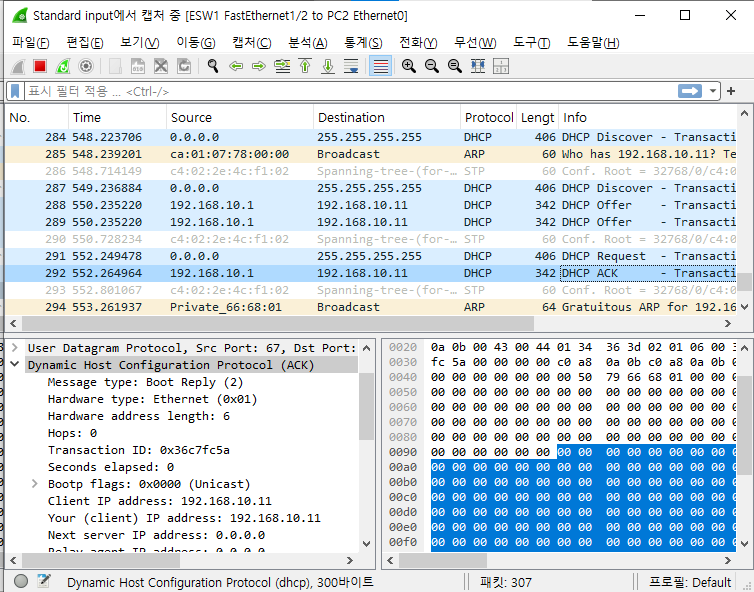 Standard input에서 캡처 중 [ESW1 FastEthernet1/2 to PC2 Ethernet0]
파일(F) 편집(E) 보기(V) 이동(G) 캡처(C) 분석(A) 통계(S) 전화(Y) 무선(W) 도구(T) 도움말(H)
표시 필터 적용 ... <Ctrl-/>
No. Time Source Destination Protocol Lengt Info
284 548.223706 0.0.0.0 255.255.255.255 DHCP 406 DHCP Discover - Transacti
285 548.239201 ca:01:07:78:00:00 Broadcast ARP 60 Who has 192.168.10.11? Te
286 548.714149 c4:02:2e:4c:f1:02 Spanning-tree-(for-… STP 60 Conf. Root = 32768/0/c4:0
287 549.236884 0.0.0.0 255.255.255.255 DHCP 406 DHCP Discover - Transacti
288 550.235220 192.168.10.1 192.168.10.11 DHCP 342 DHCP Offer - Transacti
289 550.235220 192.168.10.1 192.168.10.11 DHCP 342 DHCP Offer - Transacti
290 550.728234 c4:02:2e:4c:f1:02 Spanning-tree-(for-… STP 60 Conf. Root = 32768/0/c4:0
291 552.249478 0.0.0.0 255.255.255.255 DHCP 406 DHCP Request - Transacti
292 552.264964 192.168.10.1 192.168.10.11 DHCP 342 DHCP ACK - Transacti
293 552.801067 c4:02:2e:4c:f1:02 Spanning-tree-(for-… STP 60 Conf. Root = 32768/0/c4:0
294 553.261937 Private_66:68:01 Broadcast ARP 64 Gratuitous ARP for 192.16
User Datagram Protocol, Src Port: 67, Dst Port:
Dynamic Host Configuration Protocol (ACK)
Message type: Boot Reply (2)
Hardware type: Ethernet (0x01)
Hardware address length: 6
Hops: 0
Transaction ID: 0x36c7fc5a
Seconds elapsed: 0
Bootp flags: 0x0000 (Unicast)
Client IP address: 192.168.10.11
Your (client) IP address: 192.168.10.11
Next server IP address: 0.0.0.0
Relay agent IP address: 0.0.0.0
0020 0a 0b 00 43 00 44 01 34 36 3d 02 01 06 00 3
0030 fc 5a 00 00 00 00 c0 a8 0a 0b c0 a8 0a 0b 0
0040 00 00 00 00 00 00 00 50 79 66 68 01 00 00 0
0050 00 00 00 00 00 00 00 00 00 00 00 00 00 00 0
0060 00 00 00 00 00 00 00 00 00 00 00 00 00 00 0
0070 00 00 00 00 00 00 00 00 00 00 00 00 00 00 0
0080 00 00 00 00 00 00 00 00 00 00 00 00 00 00 0
0090 00 00 00 00 00 00 00 00 00 00 00 00 00 00 0
00a0 00 00 00 00 00 00 00 00 00 00 00 00 00 00 0
00b0 00 00 00 00 00 00 00 00 00 00 00 00 00 00 0
00c0 00 00 00 00 00 00 00 00 00 00 00 00 00 00 0
00d0 00 00 00 00 00 00 00 00 00 00 00 00 00 00 0
00e0 00 00 00 00 00 00 00 00 00 00 00 00 00 00 0
00f0 00 00 00 00 00 00 00 00 00 00 00 00 00 00 0
Dynamic Host Configuration Protocol (dhcp), 300바이트 패킷: 307 프로필: Default